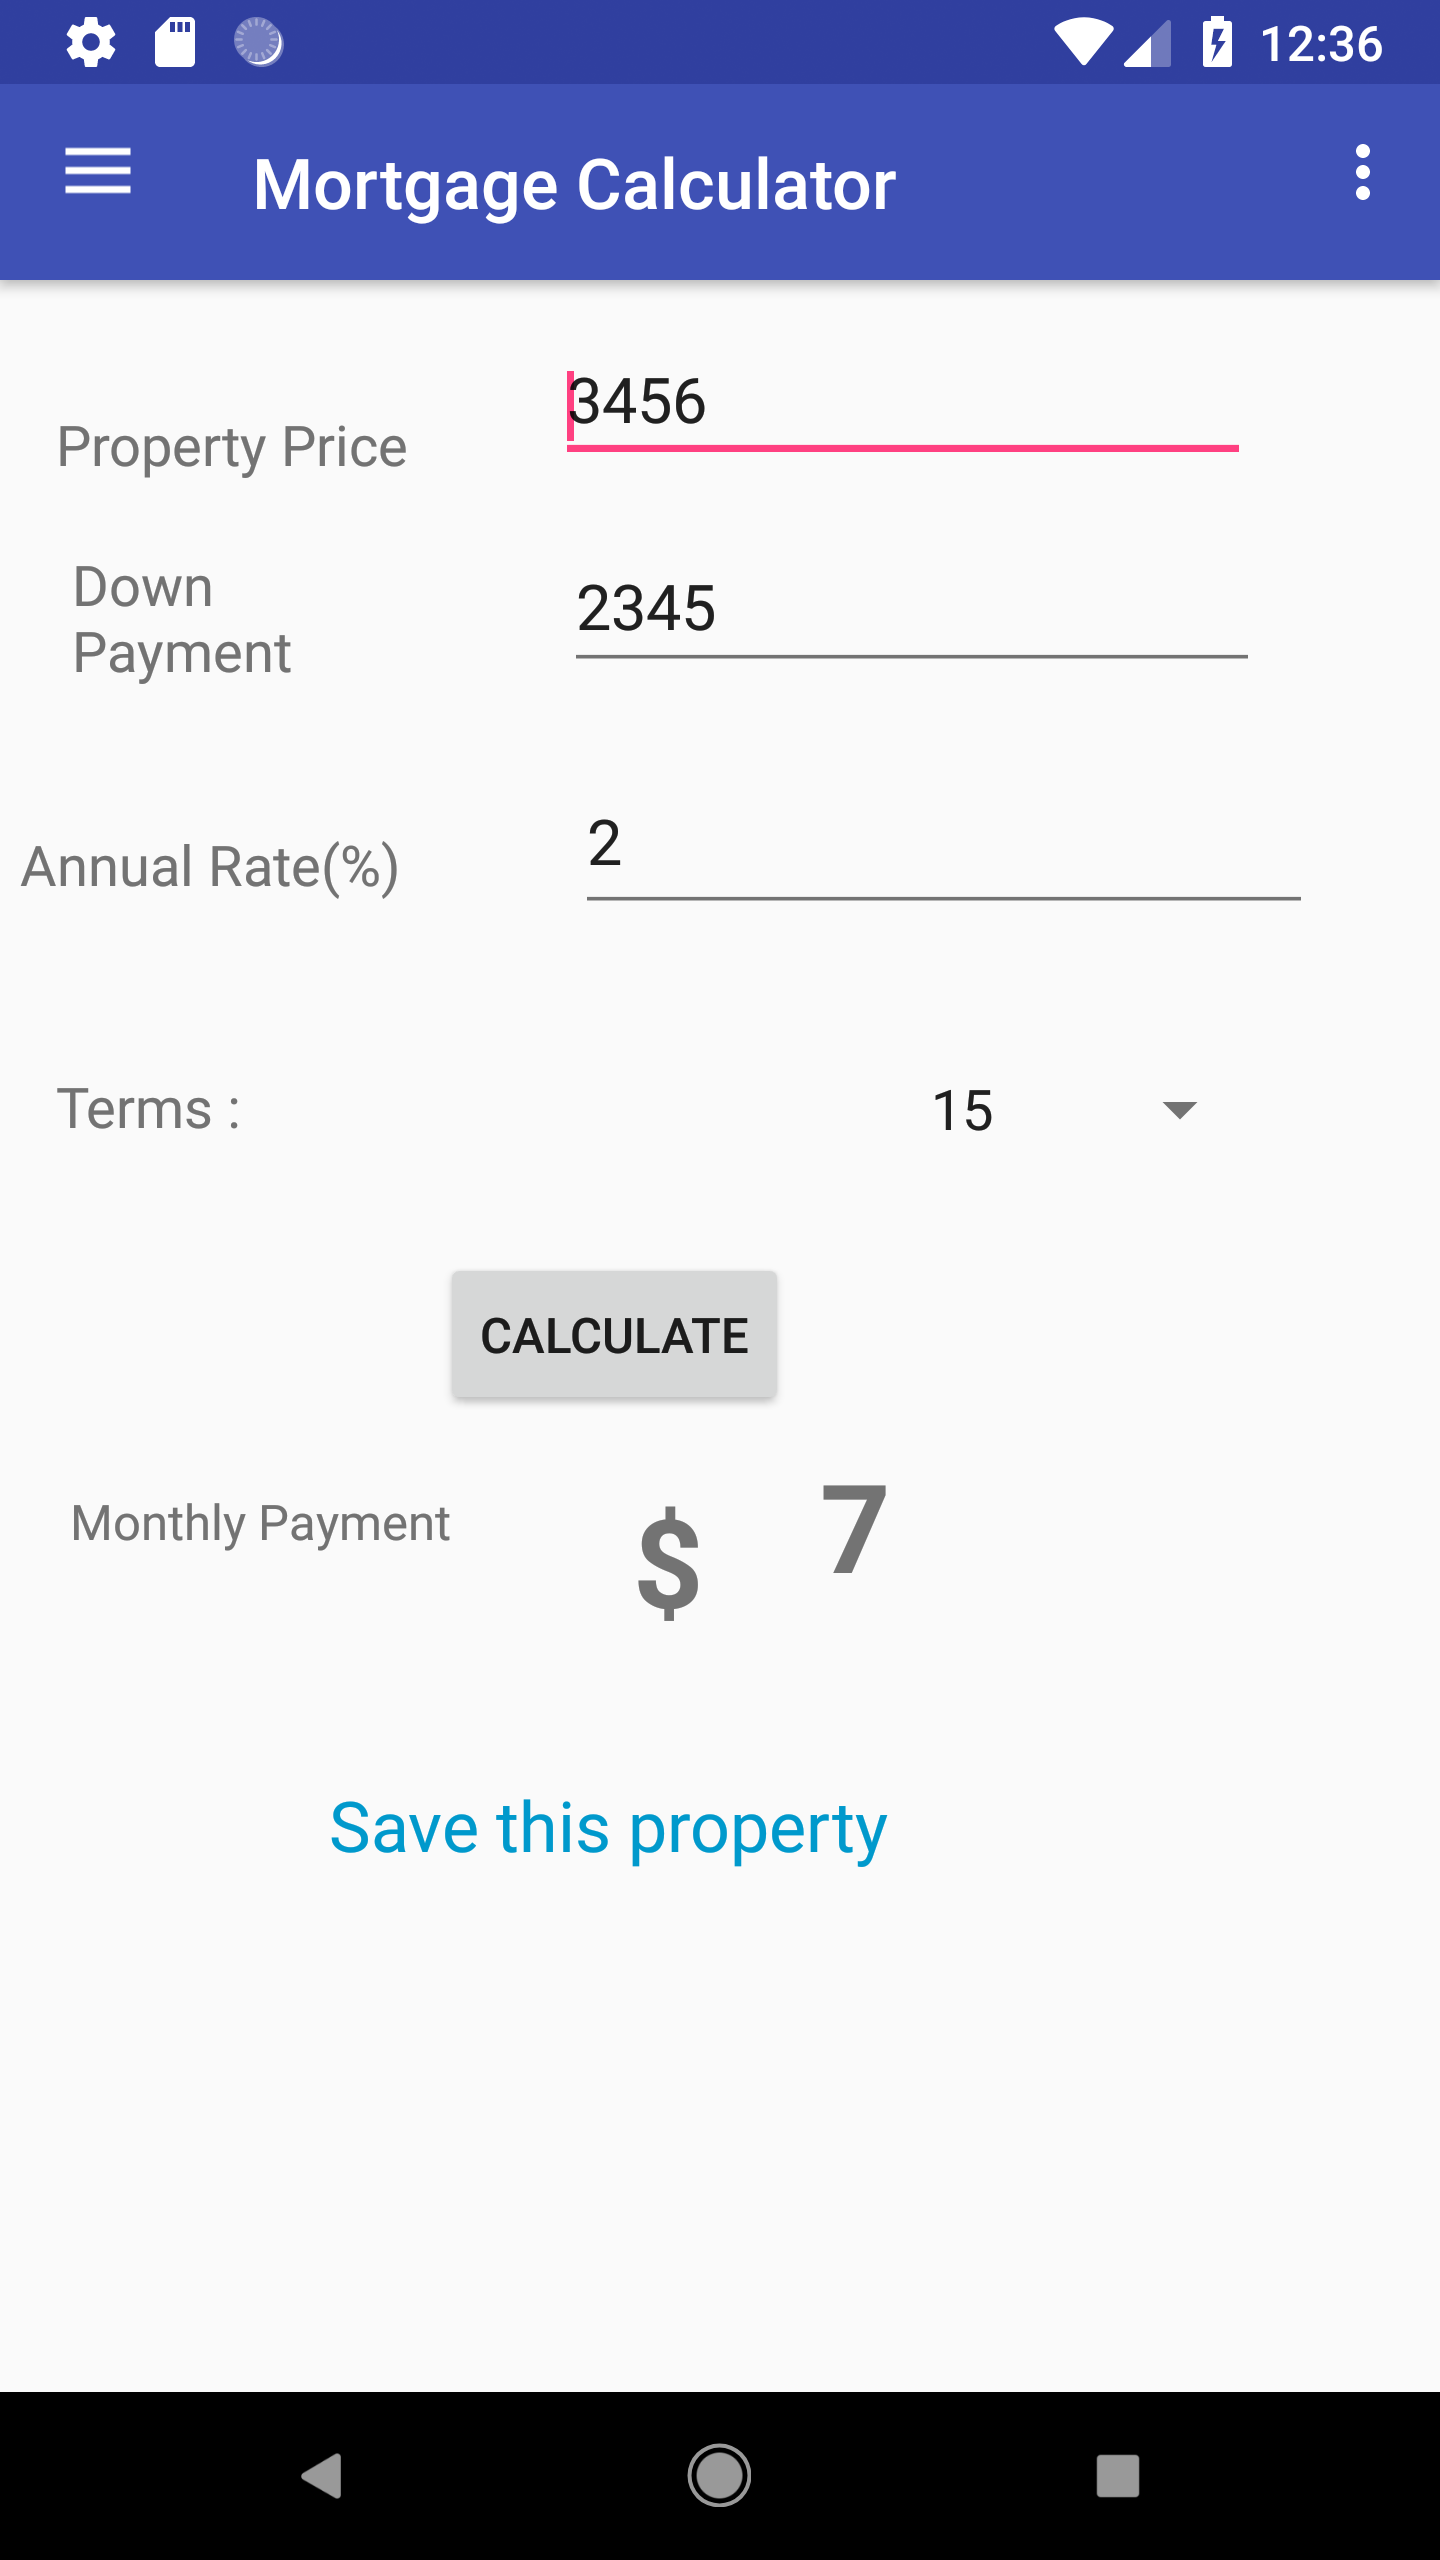 12:36
Mortgage Calculator
Property Price
3456
Down
Payment
2345
Annual Rate(%)
2
Terms :
15
CALCULATE
Monthly Payment
$
7
Save this property